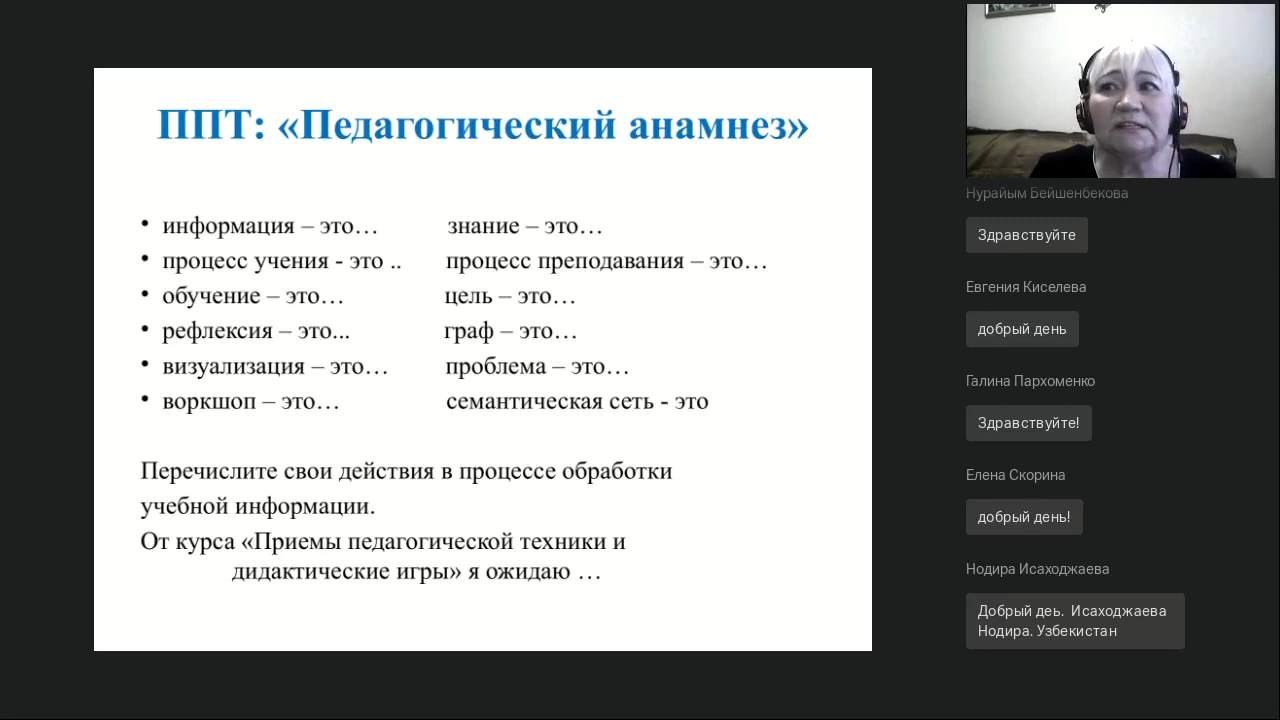 ППТ: «Педагогический анамнез»
• информация – это… знание – это…
• процесс учения - это .. процесс преподавания – это…
• обучение – это… цель – это…
• рефлексия – это... граф – это…
• визуализация – это… проблема – это…
• воркшоп – это… семантическая сеть - это
Перечислите свои действия в процессе обработки
учебной информации.
От курса «Приемы педагогической техники и
дидактические игры» я ожидаю …
Нурайым Бейшенбекова
Здравствуйте
Евгения Киселева
добрый день
Галина Пархоменко
Здравствуйте!
Елена Скорина
добрый день!
Нодира Исаходжаева
Добрый деь. Исаходжаева
Нодира. Узбекистан